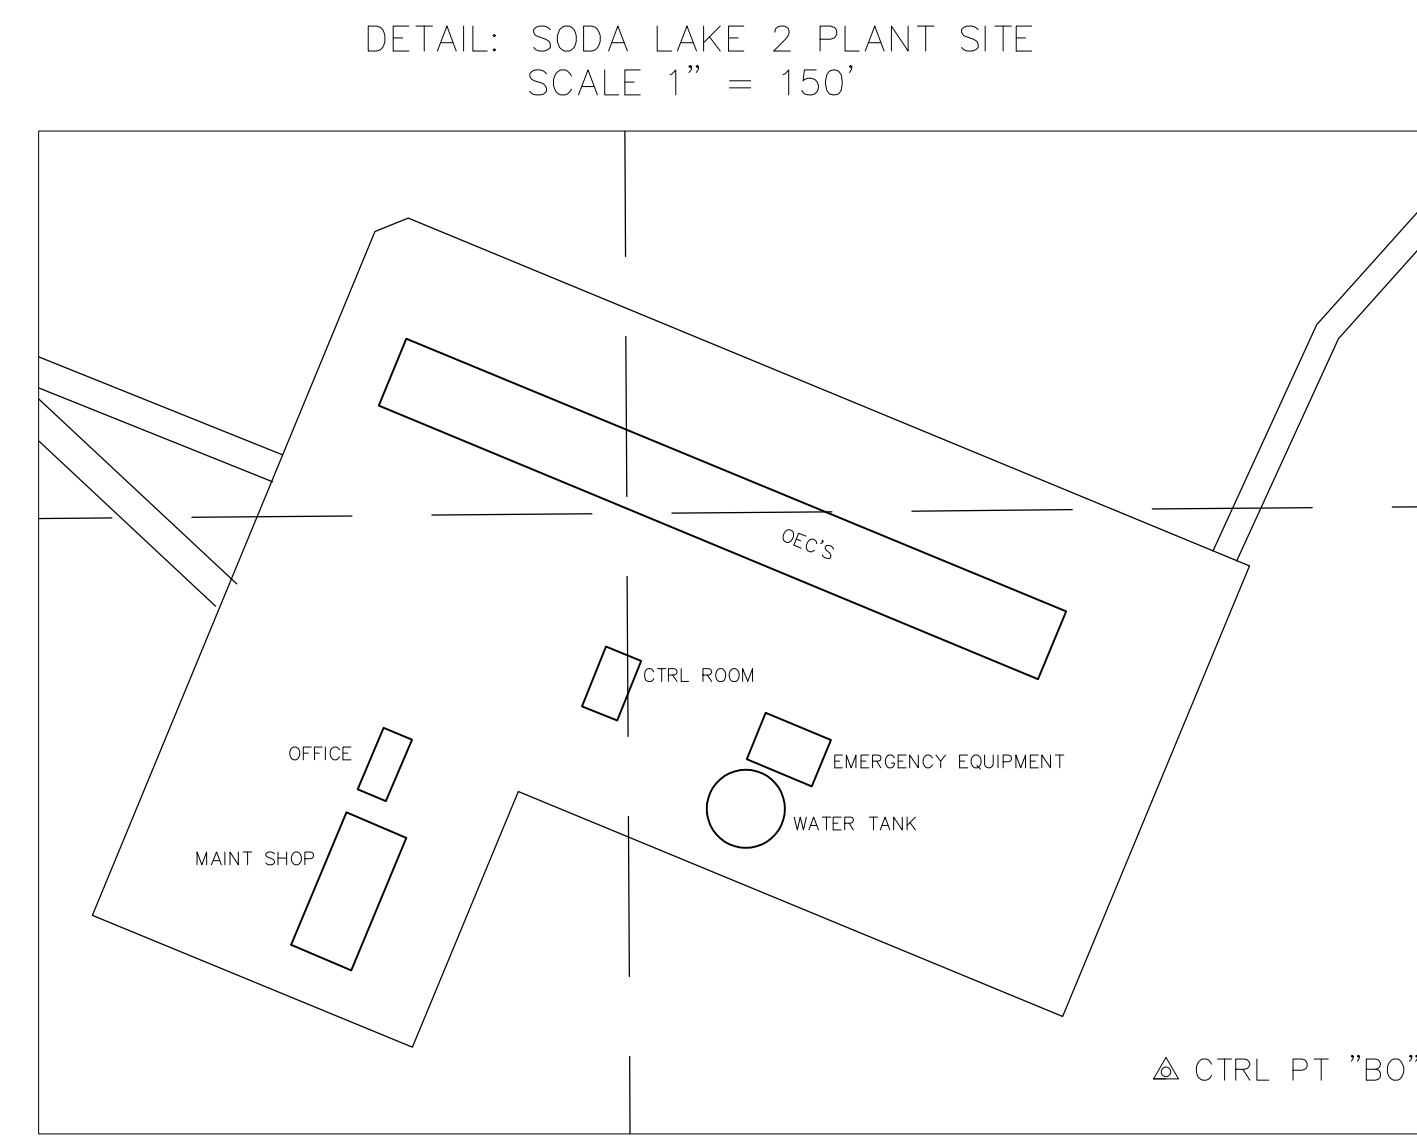 DETAIL: SODA LAKE 2 PLANT SITE
SCALE 1" = 150'
OEC'S
CTRL ROOM
OFFICE
EMERGENCY EQUIPMENT
WATER TANK
MAINT SHOP
CTRL PT "BO"